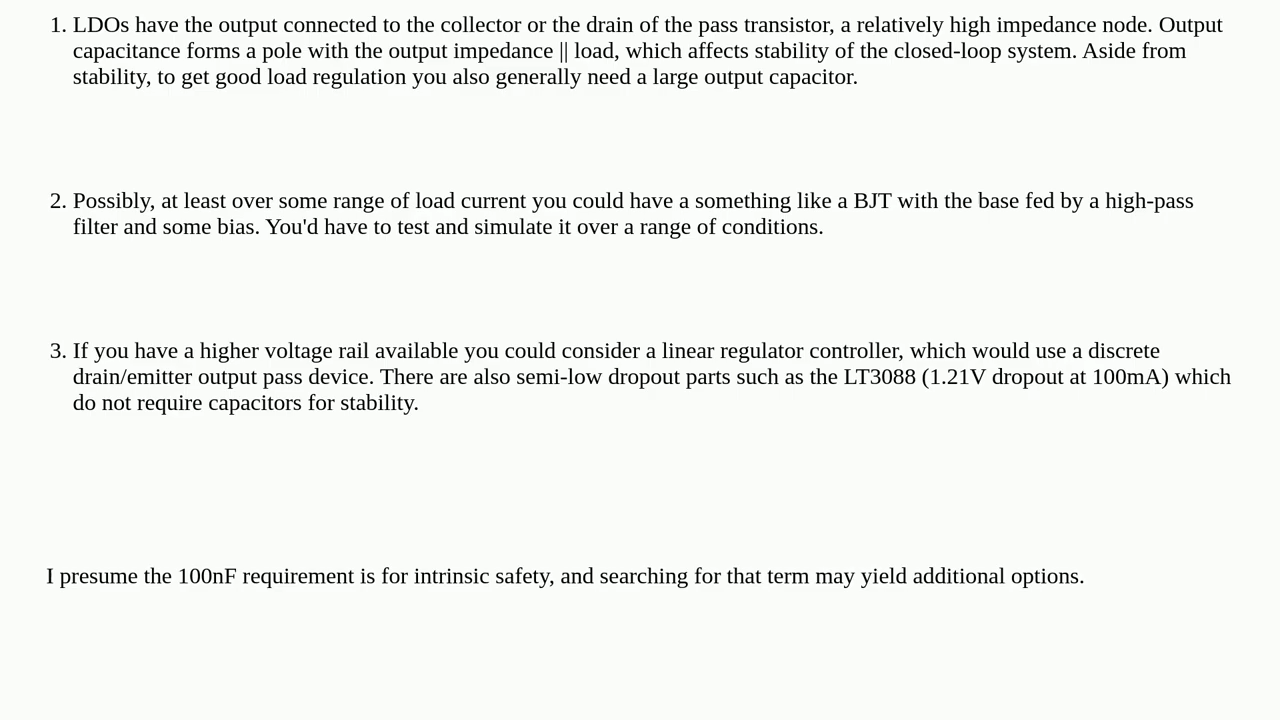 1. LDOs have the output connected to the collector or the drain of the pass transistor, a relatively high impedance node. Output
capacitance forms a pole with the output impedance || load, which affects stability of the closed-loop system. Aside from
stability, to get good load regulation you also generally need a large output capacitor.
2. Possibly, at least over some range of load current you could have a something like a BJT with the base fed by a high-pass
filter and some bias. You'd have to test and simulate it over a range of conditions.
3. If you have a higher voltage rail available you could consider a linear regulator controller, which would use a discrete
drain/emitter output pass device. There are also semi-low dropout parts such as the LT3088 (1.21V dropout at 100mA) which
do not require capacitors for stability.
I presume the 100nF requirement is for intrinsic safety, and searching for that term may yield additional options.